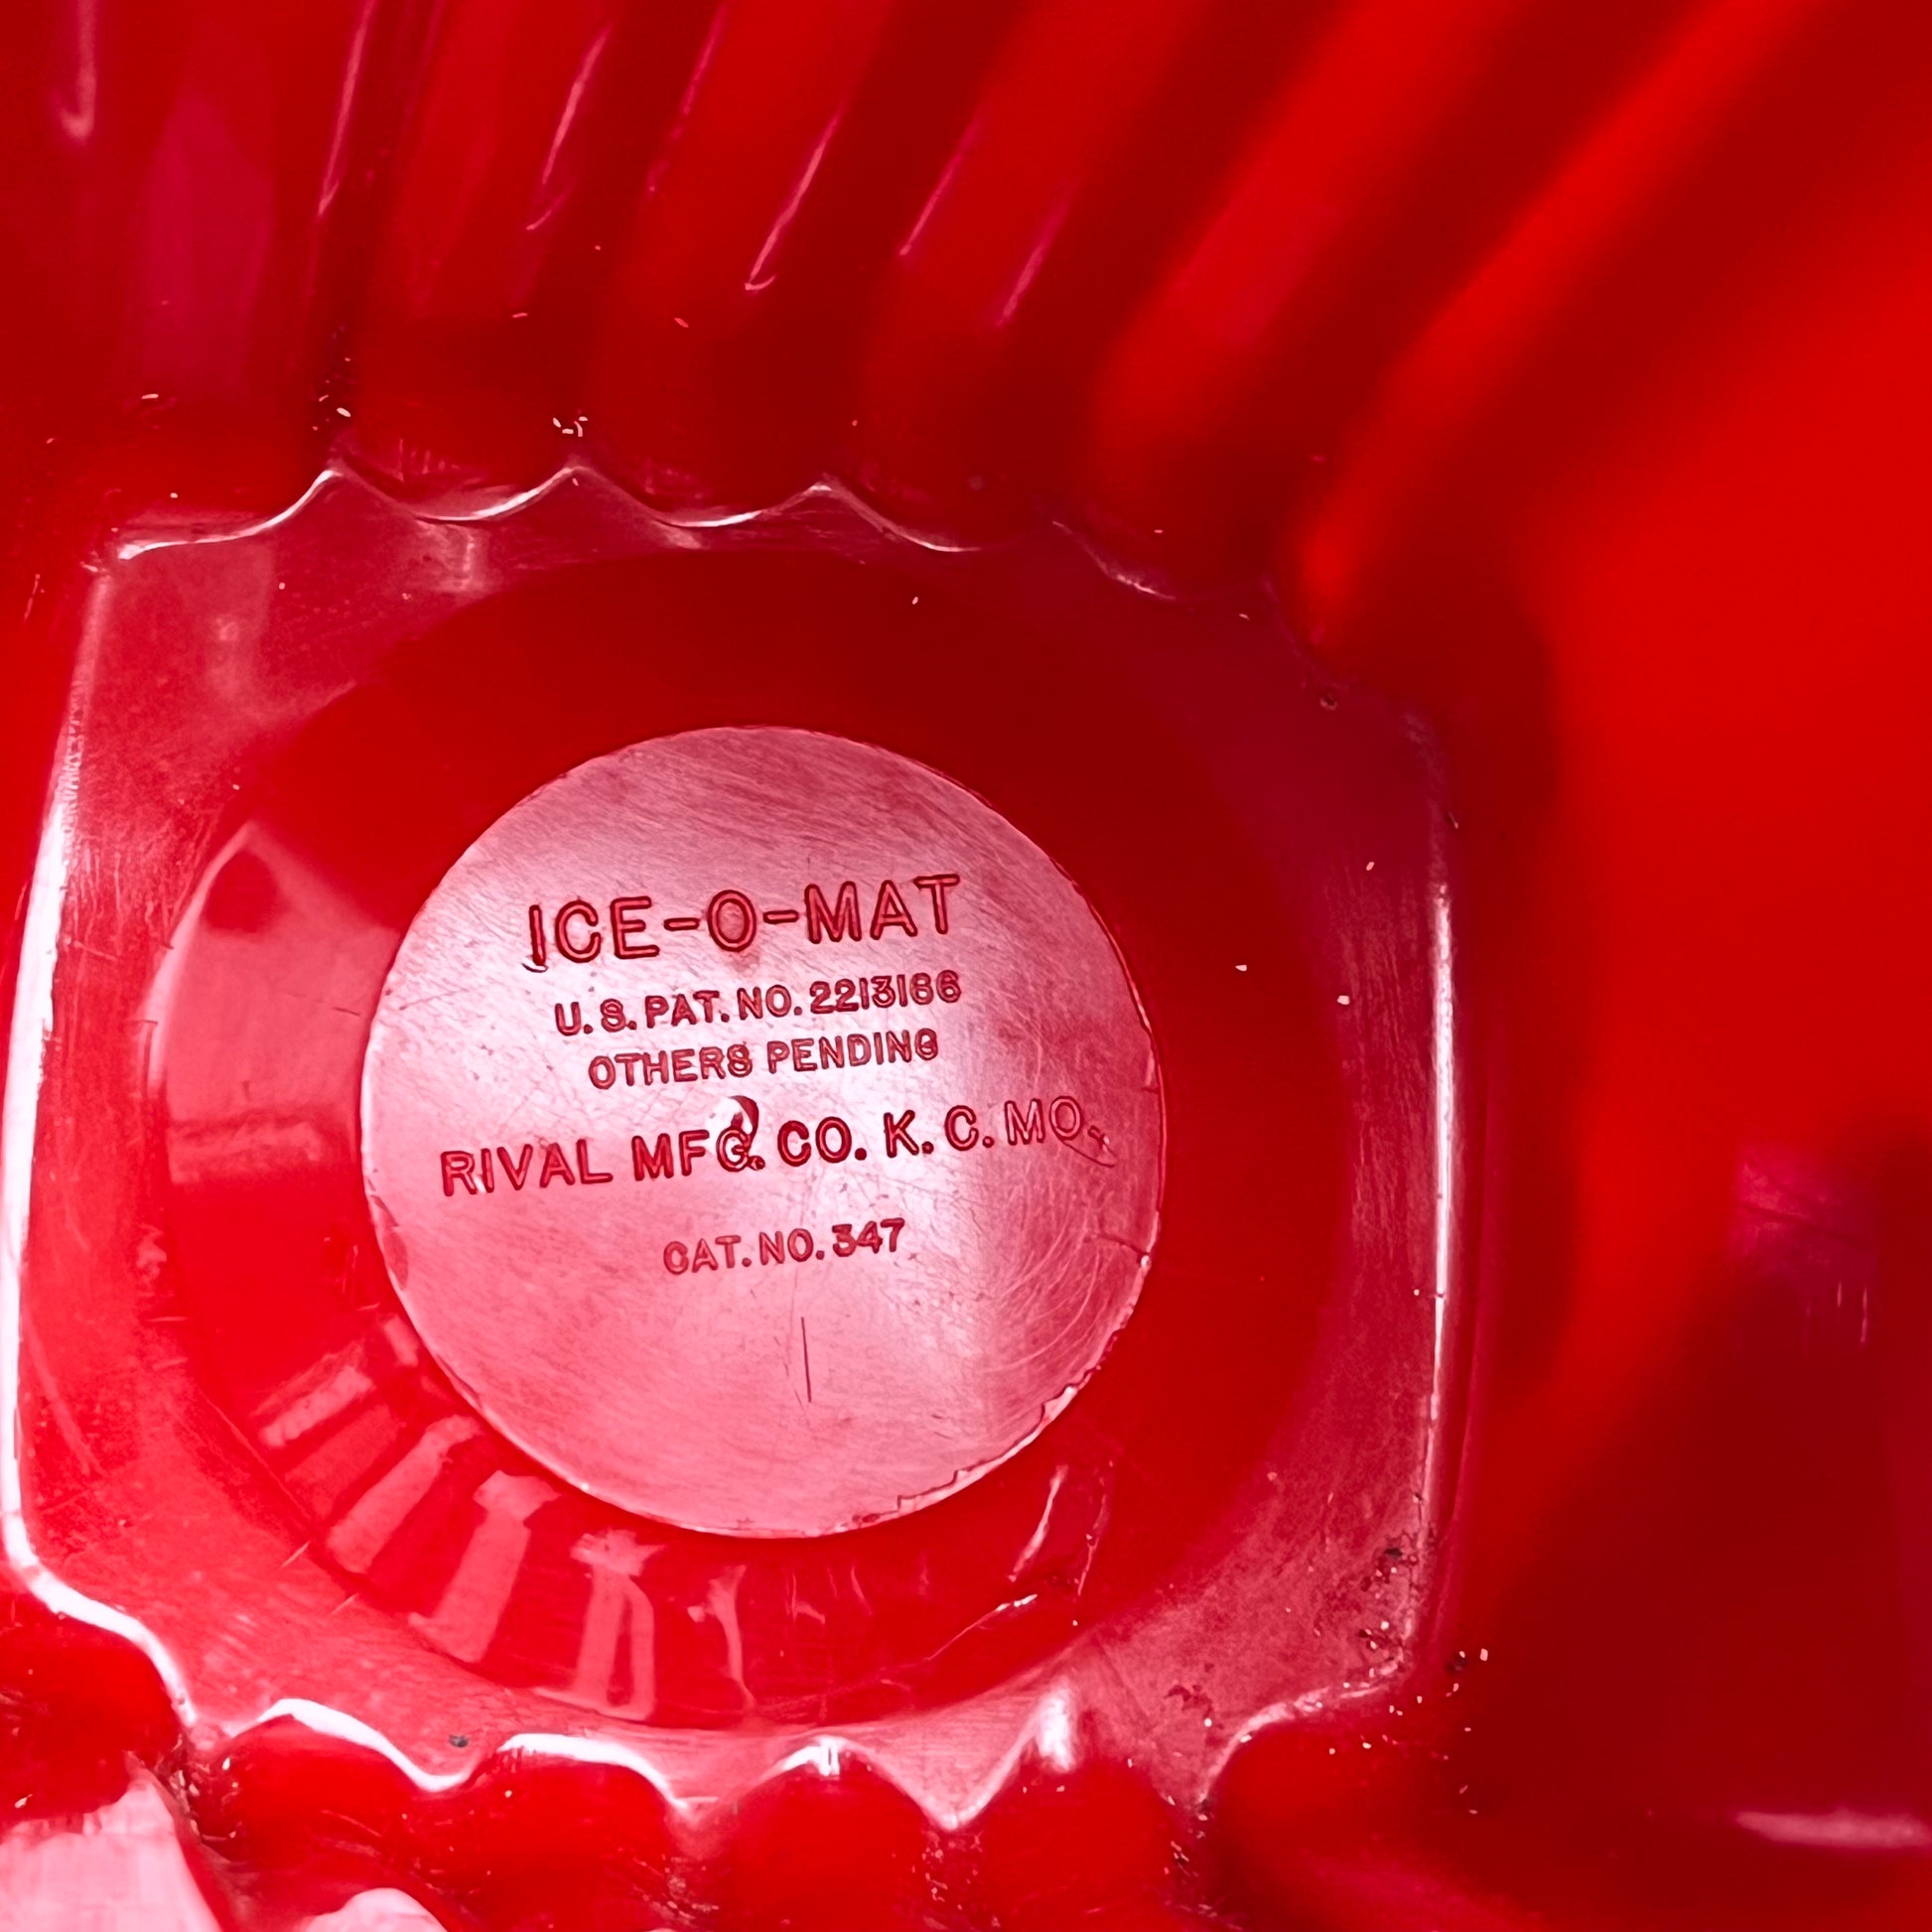 ICE-O-MAT
U.S. PAT. NO. 2213166
OTHERS PENDING
RIVAL MFG. CO. K. C. MO.
CAT. NO. 347